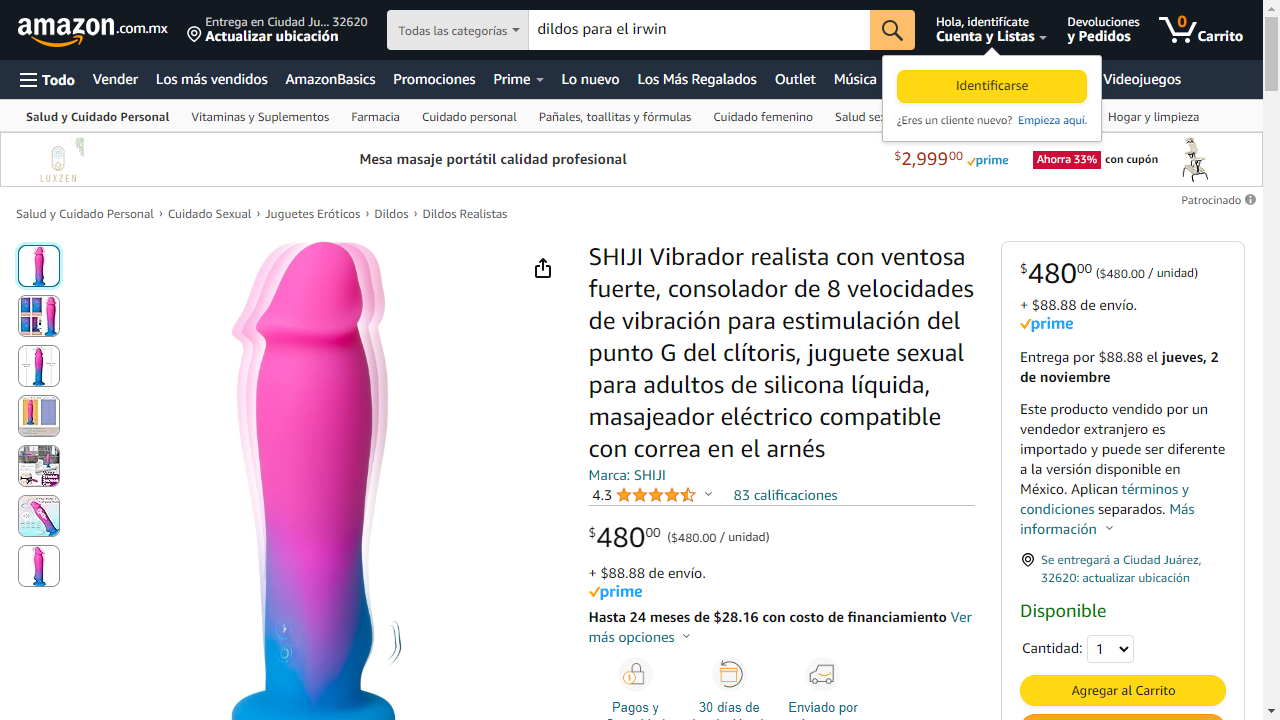 amazon.com.mx
Entrega en Ciudad Ju... 32620
Actualizar ubicación
Todas las categorías
dildos para el irwin
Hola, identifícate
Cuenta y Listas
Devoluciones
y Pedidos
0
Carrito
Todo
Vender
Los más vendidos
AmazonBasics
Promociones
Prime
Lo nuevo
Los Más Regalados
Outlet
Música
Videojuegos
Identificarse
¿Eres un cliente nuevo? Empieza aquí.
Salud y Cuidado Personal
Vitaminas y Suplementos
Farmacia
Cuidado personal
Pañales, toallitas y fórmulas
Cuidado femenino
Salud se
Hogar y limpieza
LUXZEN
Mesa masaje portátil calidad profesional
$2,99900
prime
Ahorra 33% con cupón
Patrocinado
Salud y Cuidado Personal › Cuidado Sexual › Juguetes Eróticos › Dildos › Dildos Realistas
SHIJI Vibrador realista con ventosa
fuerte, consolador de 8 velocidades
de vibración para estimulación del
punto G del clítoris, juguete sexual
para adultos de silicona líquida,
masajeador eléctrico compatible
con correa en el arnés
Marca: SHIJI
4.3
83 calificaciones
$48000 ($480.00 / unidad)
+ $88.88 de envío.
prime
Hasta 24 meses de $28.16 con costo de financiamiento Ver
más opciones
Pagos y
30 días de
Enviado por
$48000 ($480.00 / unidad)
+ $88.88 de envío.
prime
Entrega por $88.88 el jueves, 2
de noviembre
Este producto vendido por un
vendedor extranjero es
importado y puede ser diferente
a la versión disponible en
México. Aplican términos y
condiciones separados. Más
información
Se entregará a Ciudad Juárez,
32620: actualizar ubicación
Disponible
Cantidad: 1
Agregar al Carrito